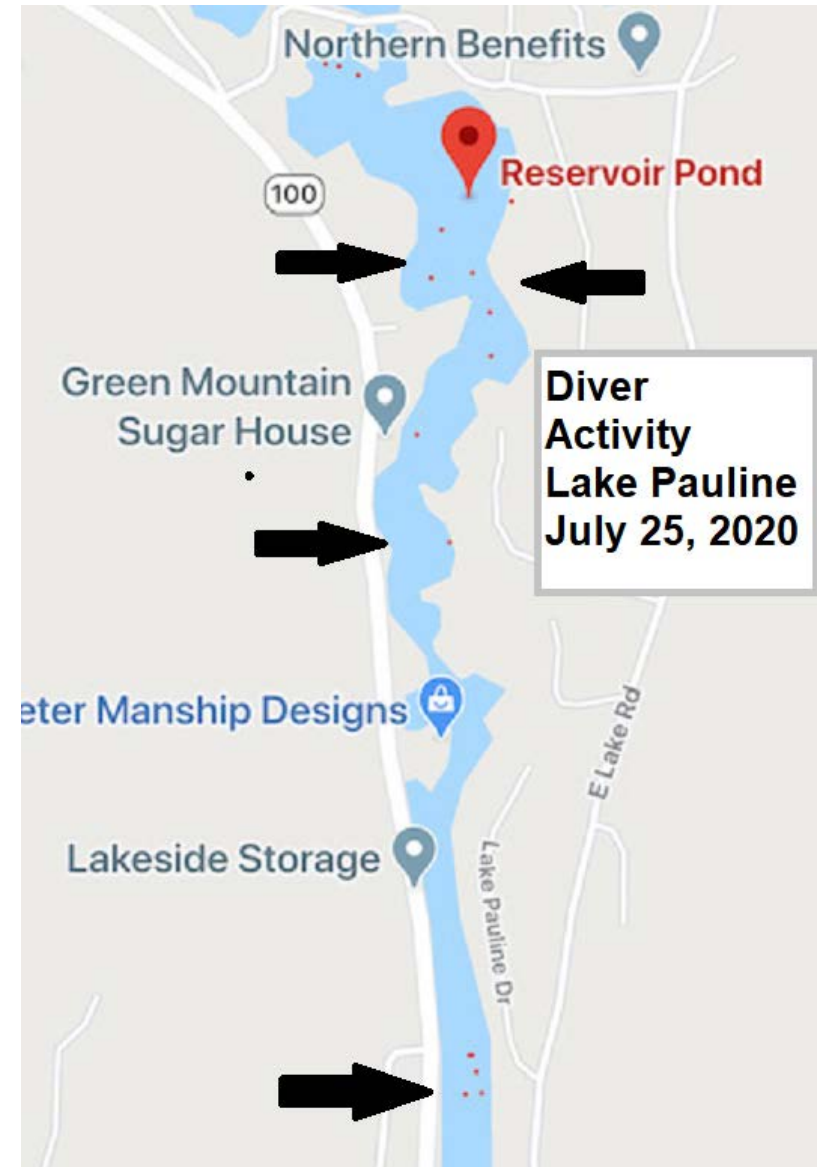 Northern Benefits
Reservoir Pond
100
Green Mountain
Sugar House
Diver
Activity
Lake Pauline
July 25, 2020
eter Manship Designs
E Lake Rd
Lakeside Storage
Lake Pauline Dr